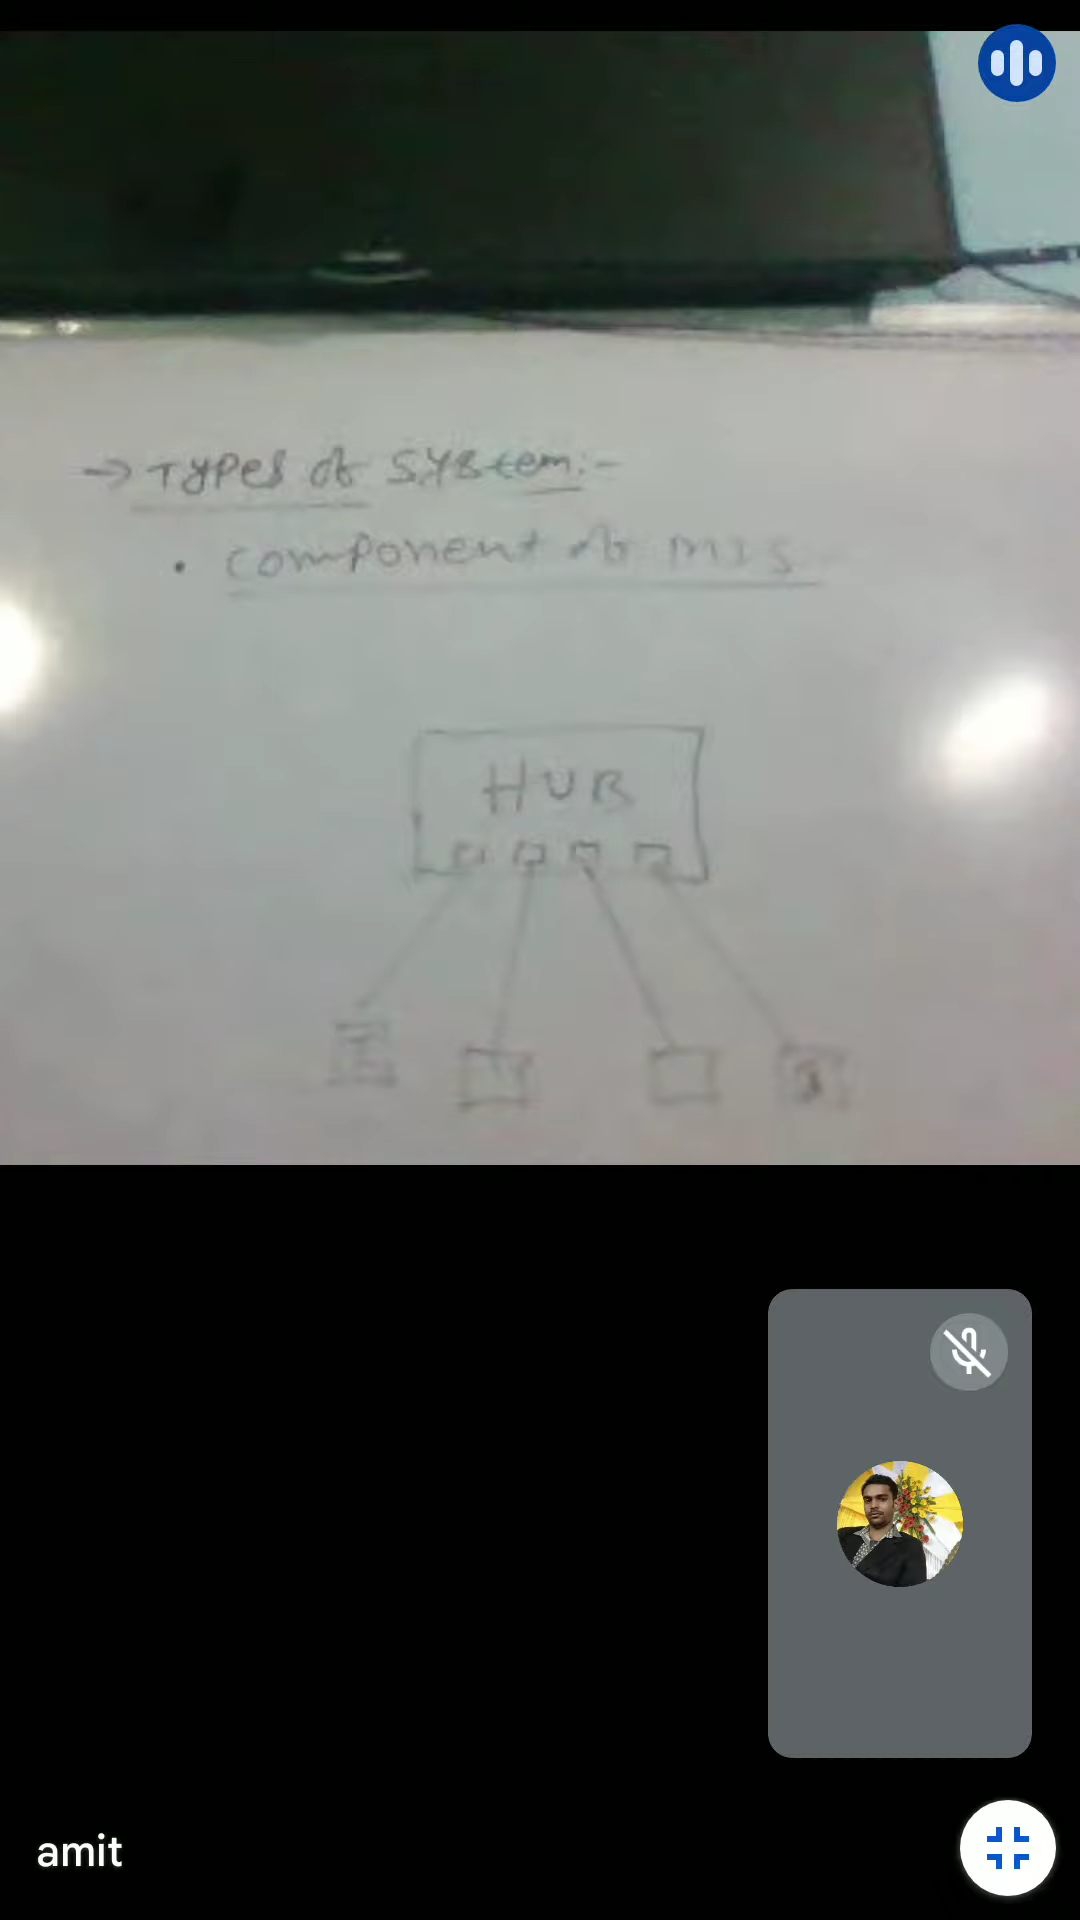 → Types of System:-
• Component of MIS
HUB
amit